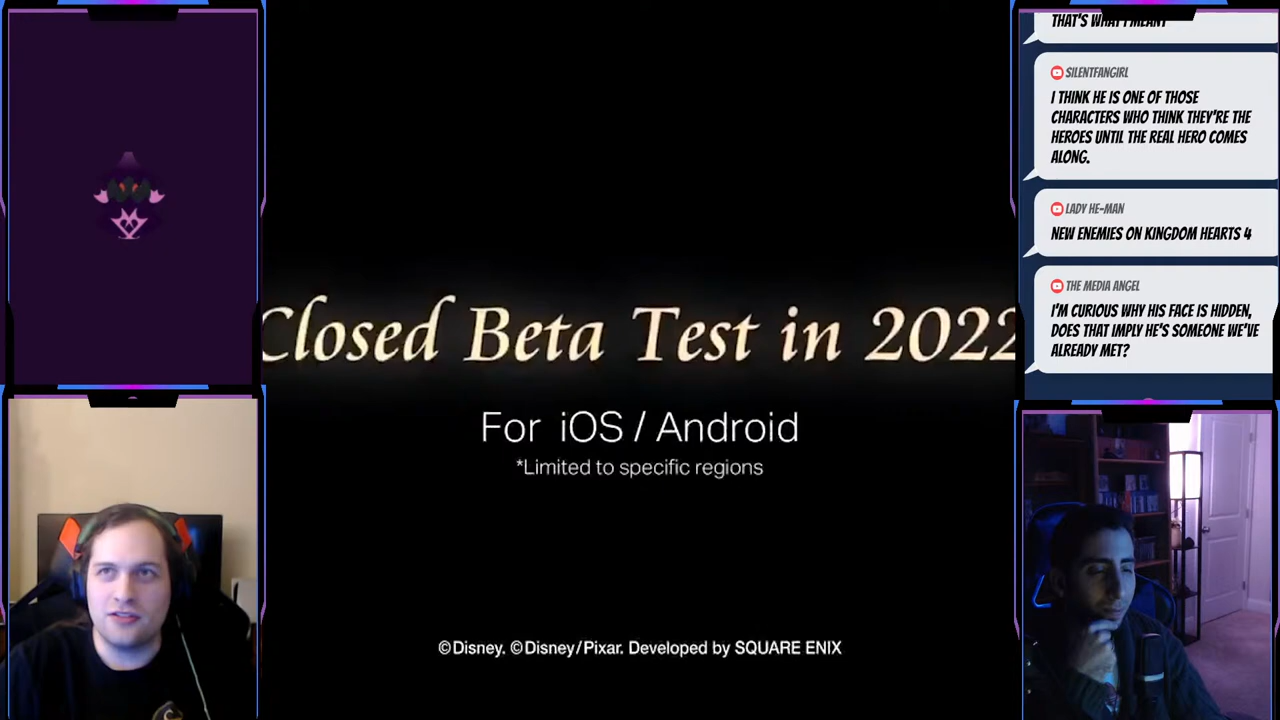 Closed Beta Test in 2022
For iOS / Android
*Limited to specific regions
©Disney. ©Disney/Pixar. Developed by SQUARE ENIX
THAT'S WHAT I MEANT
SILENTFANGIRL
I THINK HE IS ONE OF THOSE
CHARACTERS WHO THINK THEY'RE THE
HEROES UNTIL THE REAL HERO COMES
ALONG.
LADY HE-MAN
NEW ENEMIES ON KINGDOM HEARTS 4
THE MEDIA ANGEL
I'M CURIOUS WHY HIS FACE IS HIDDEN,
DOES THAT IMPLY HE'S SOMEONE WE'VE
ALREADY MET?